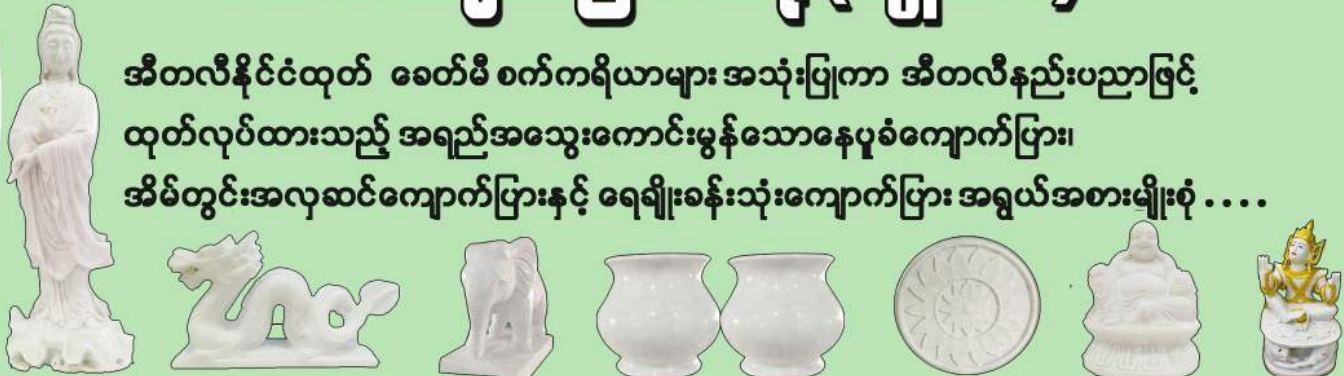 အီတလီနိုင်ငံထုတ် ခေတ်မီ စက်ကရိယာများ အသုံးပြုကာ အီတလီနည်းပညာဖြင့်
ထုတ်လုပ်ထားသည့် အရည်အသွေးကောင်းမွန်သောနေပူခံကျောက်ပြား၊
အိမ်တွင်းအလှဆင်ကျောက်ပြားနှင့် ရေချိုးခန်းသုံးကျောက်ပြား အရွယ်အစားမျိုးစုံ ....